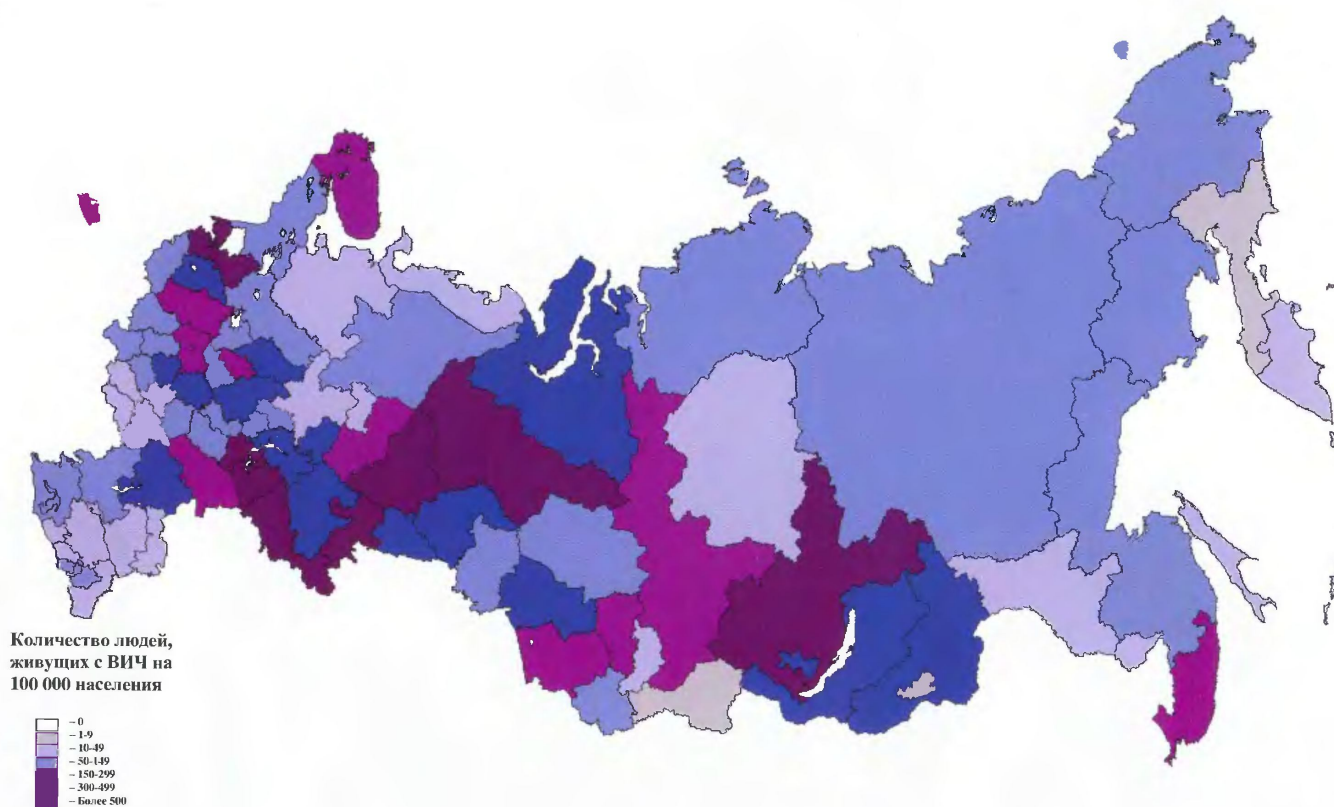 Количество людей,
живущих с ВИЧ на
100 000 населения
– 0
– 1-9
– 10-49
– 50-149
– 150-299
– 300-499
– Более 500